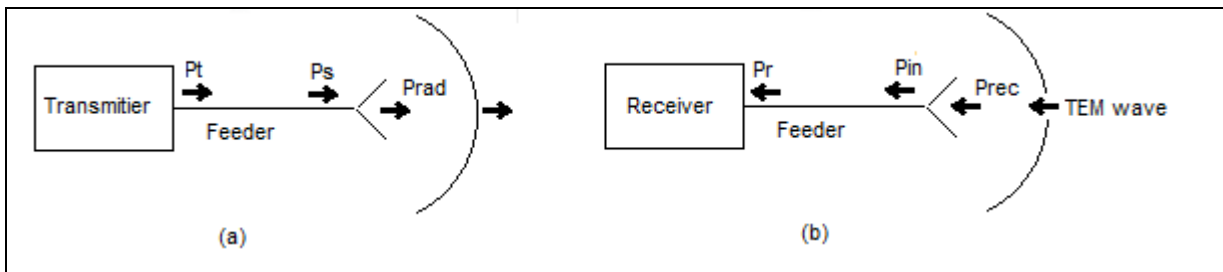 Pt
Ps
Prad
Transmitier
Feeder
(a)
Pr
Pin
Prec
Receiver
TEM wave
Feeder
(b)